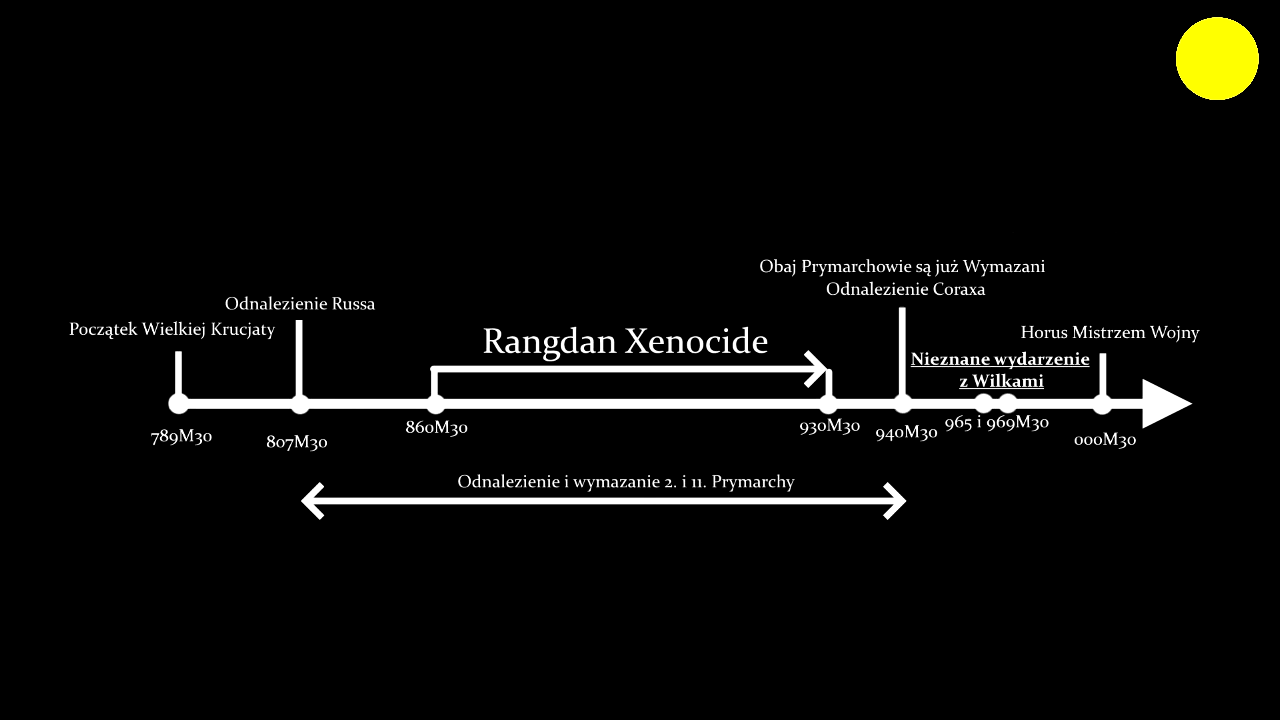 Obaj Prymarchowie są już Wymazani
Odnalezienie Coraxa
Odnalezienie Russa
Początek Wielkiej Krucjaty
Rangdan Xenocide
Horus Mistrzem Wojny
Nieznane wydarzenie
z Wilkami
789M30
807M30
860M30
930M30
940M30
965 i 969M30
000M30
Odnalezienie i wymazanie 2. i 11. Prymarchy